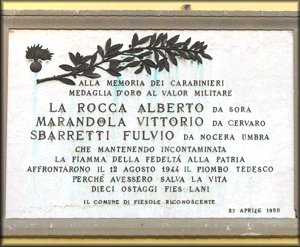 ALLA MEMORIA DEI CARABINIERI
MEDAGLIA D'ORO AL VALOR MILITARE
LA ROCCA ALBERTO DA SORA
MARANDOLA VITTORIO DA CERVARO
SBARRETTI FULVIO DA NOCERA UMBRA
CHE MANTENENDO INCONTAMINATA
LA FIAMMA DELLA FEDELTÁ ALLA PATRIA
AFFRONTARONO IL 12 AGOSTO 1944 IL PIOMBO TEDESCO
PERCHÉ AVESSERO SALVA LA VITA
DIECI OSTAGGI FIESOLANI
IL COMUNE DI FIESOLE RICONOSCENTE
25 APRILE 1950